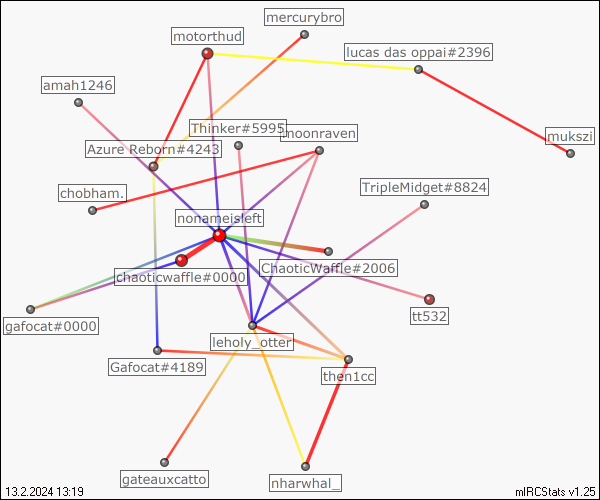 mercurybro
motorthud
lucas das oppai#2396
amah1246
Thinker#5995
moonraven
mukszi
Azure Reborn#4243
TripleMidget#8824
chobham.
nonameisleft
ChaoticWaffle#2006
chaoticwaffle#0000
tt532
gafocat#0000
leholy_otter
Gafocat#4189
then1cc
gateauxcatto
nharwhal_
13.2.2024 13:19
mIRCStats v1.25